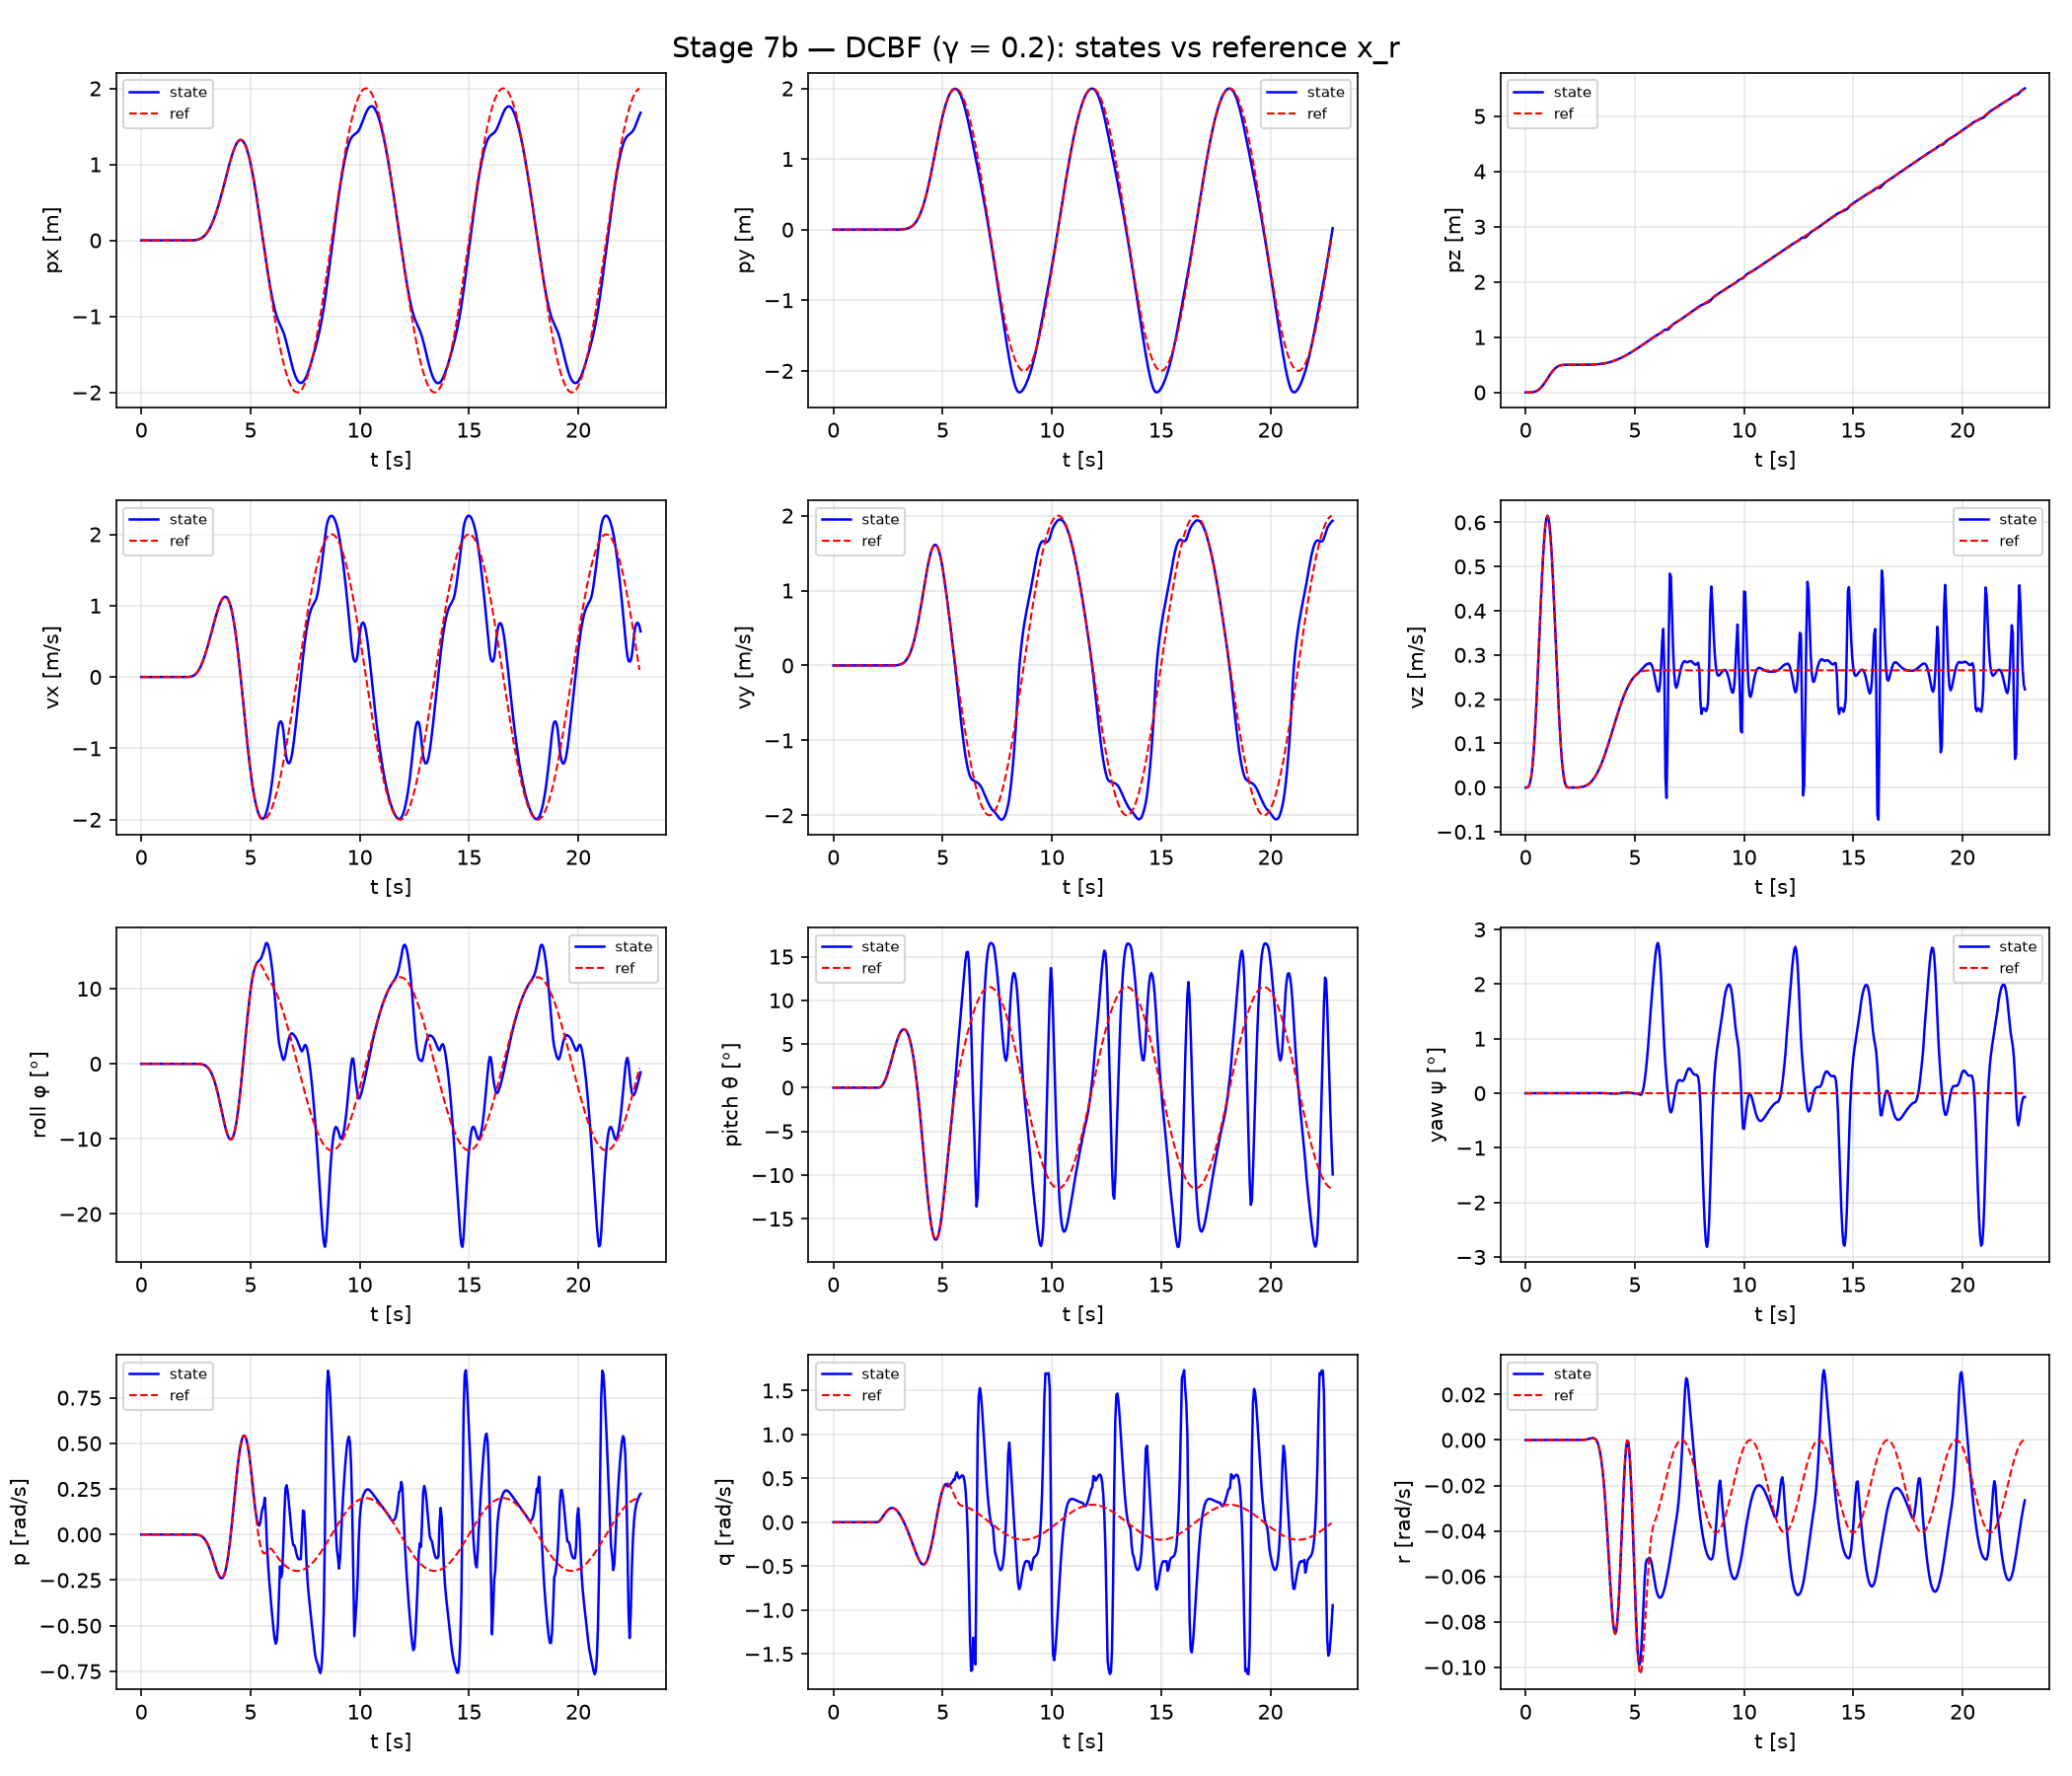 Stage 7b — DCBF (γ = 0.2): states vs reference x_r
px [m]
2
1
0
−1
−2
state
ref
0 5 10 15 20
t [s]
py [m]
2
1
0
−1
−2
state
ref
0 5 10 15 20
t [s]
pz [m]
5
4
3
2
1
0
state
ref
0 5 10 15 20
t [s]
vx [m/s]
2
1
0
−1
−2
state
ref
0 5 10 15 20
t [s]
vy [m/s]
2
1
0
−1
−2
state
ref
0 5 10 15 20
t [s]
vz [m/s]
0.6
0.5
0.4
0.3
0.2
0.1
0.0
−0.1
state
ref
0 5 10 15 20
t [s]
roll φ [°]
10
0
−10
−20
state
ref
0 5 10 15 20
t [s]
pitch θ [°]
15
10
5
0
−5
−10
−15
state
ref
0 5 10 15 20
t [s]
yaw ψ [°]
3
2
1
0
−1
−2
−3
state
ref
0 5 10 15 20
t [s]
p [rad/s]
0.75
0.50
0.25
0.00
−0.25
−0.50
−0.75
state
ref
0 5 10 15 20
t [s]
q [rad/s]
1.5
1.0
0.5
0.0
−0.5
−1.0
−1.5
state
ref
0 5 10 15 20
t [s]
r [rad/s]
0.02
0.00
−0.02
−0.04
−0.06
−0.08
−0.10
state
ref
0 5 10 15 20
t [s]